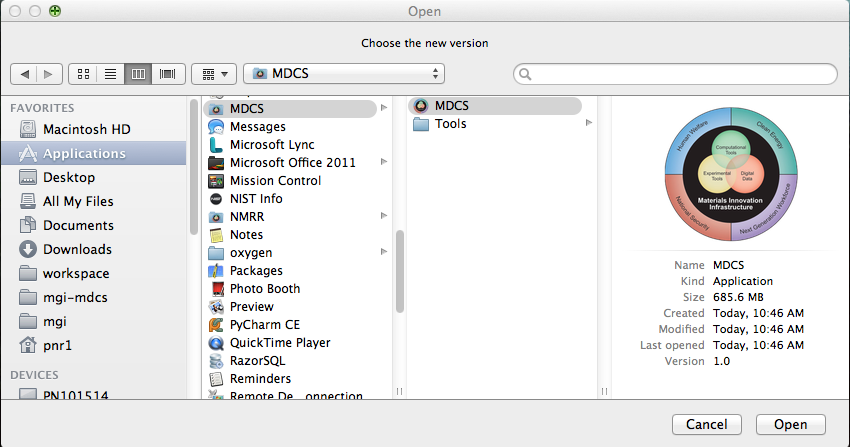 Open
Choose the new version
MDCS
FAVORITES
Macintosh HD
Applications
Desktop
All My Files
Documents
Downloads
workspace
mgi-mdcs
mgi
pnr1
DEVICES
PN101514
MDCS
Messages
Microsoft Lync
Microsoft Office 2011
Mission Control
NIST Info
NMRR
Notes
oxygen
Packages
Photo Booth
Preview
PyCharm CE
QuickTime Player
RazorSQL
Reminders
Remote De...onnection
MDCS
Tools
Human Welfare
Clean Energy
Computational
Tools
Experimental
Tools
Digital
Data
Materials Innovation
Infrastructure
National Security
Next Generation Workforce
Name MDCS
Kind Application
Size 685.6 MB
Created Today, 10:46 AM
Modified Today, 10:46 AM
Last opened Today, 10:46 AM
Version 1.0
Cancel
Open